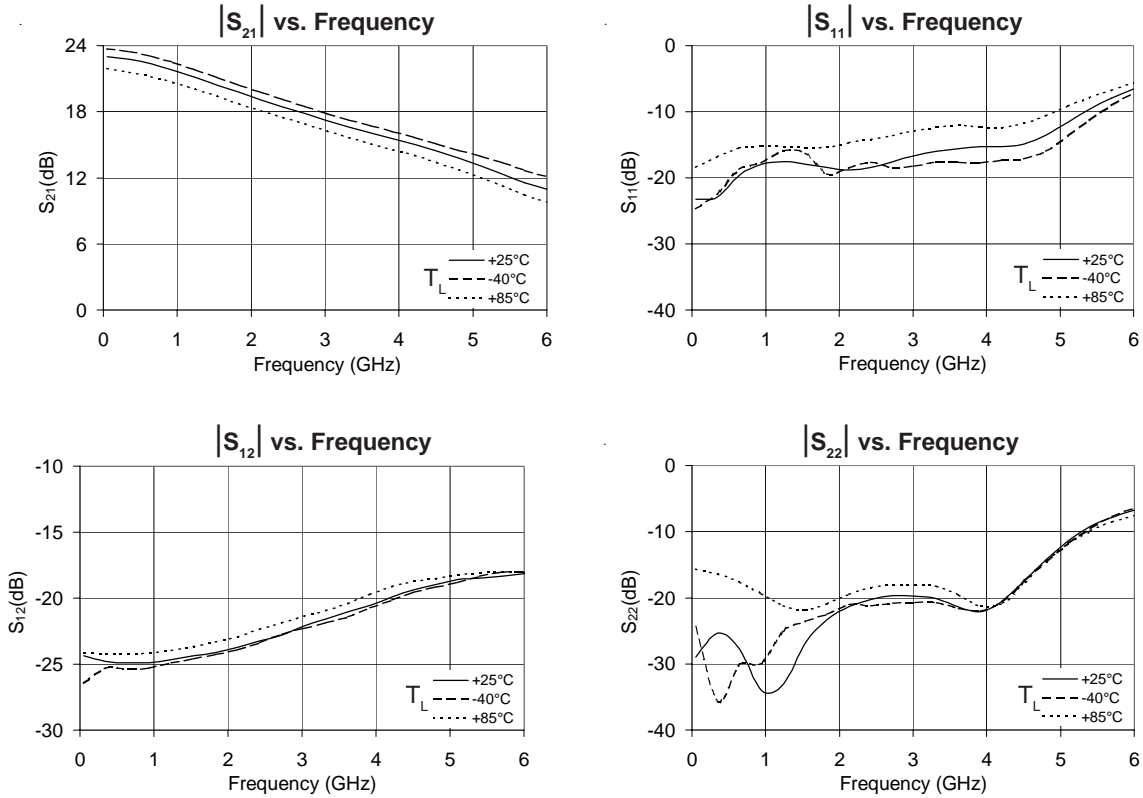 |S21| vs. Frequency
24
18
12
6
0
S21(dB)
TL
+25°C
-40°C
+85°C
0 1 2 3 4 5 6
Frequency (GHz)
|S11| vs. Frequency
0
-10
-20
-30
-40
S11(dB)
TL
+25°C
-40°C
+85°C
0 1 2 3 4 5 6
Frequency (GHz)
|S12| vs. Frequency
-10
-15
-20
-25
-30
S12(dB)
TL
+25°C
-40°C
+85°C
0 1 2 3 4 5 6
Frequency (GHz)
|S22| vs. Frequency
0
-10
-20
-30
-40
S22(dB)
TL
+25°C
-40°C
+85°C
0 1 2 3 4 5 6
Frequency (GHz)